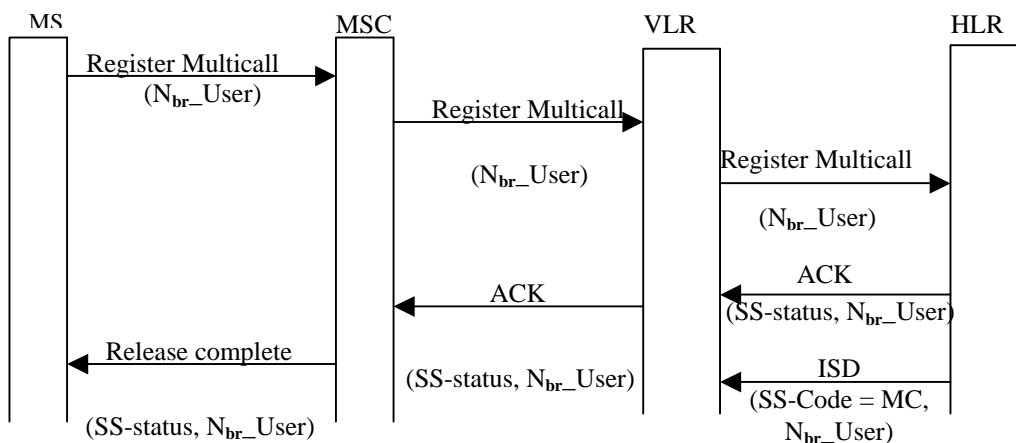 MS
MSC
VLR
HLR
Register Multicall
(Nbr_User)
Register Multicall
(Nbr_User)
Register Multicall
(Nbr_User)
ACK
(SS-status, Nbr_User)
ACK
(SS-status, Nbr_User)
Release complete
(SS-status, Nbr_User)
ISD
(SS-Code = MC,
Nbr_User)